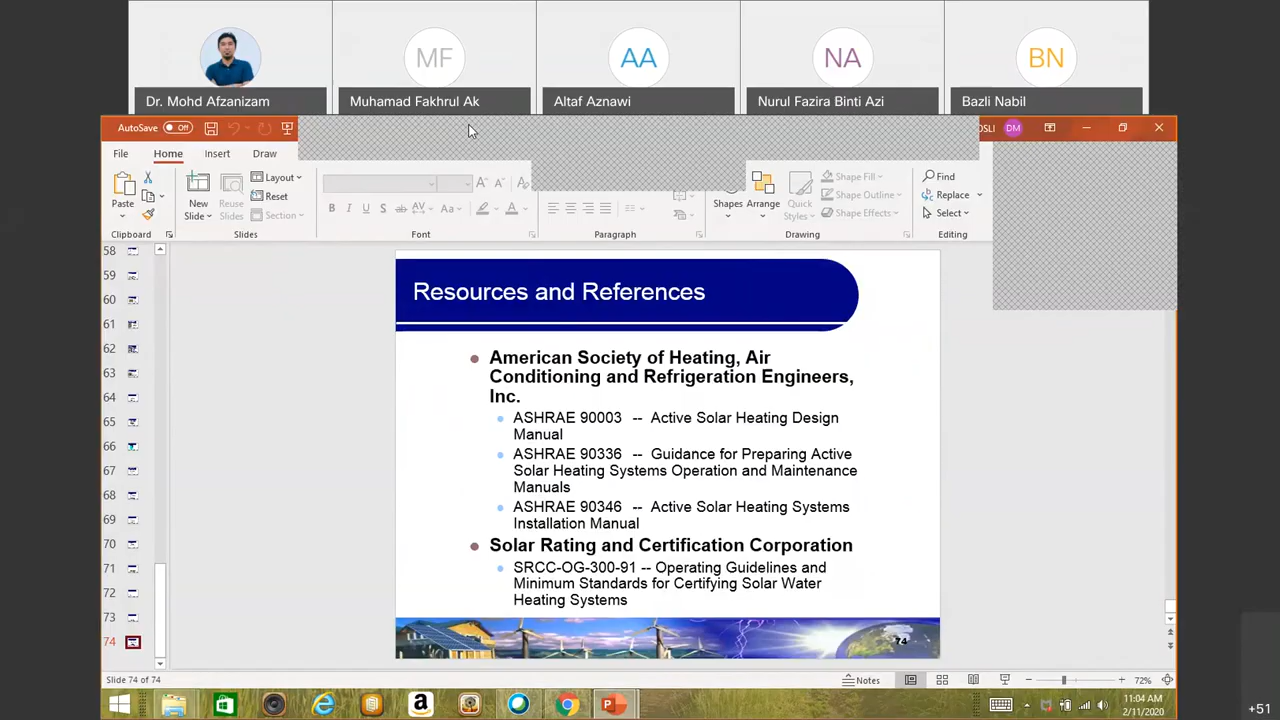 MF
AA
NA
BN
Dr. Mohd Afzanizam
Muhamad Fakhrul Ak
Altaf Aznawi
Nurul Fazira Binti Azi
Bazli Nabil
AutoSave Off
OSLI DM
File Home Insert Draw
Paste
New
Slide
Reuse
Slides
Layout
Reset
Section
Shapes
Arrange
Quick
Styles
Shape Fill
Shape Outline
Shape Effects
Find
Replace
Select
Clipboard
Slides
Font
Paragraph
Drawing
Editing
58
59
60
61
62
63
64
65
66
67
68
69
70
71
72
73
74
Resources and References
American Society of Heating, Air
Conditioning and Refrigeration Engineers,
Inc.
ASHRAE 90003 -- Active Solar Heating Design
Manual
ASHRAE 90336 -- Guidance for Preparing Active
Solar Heating Systems Operation and Maintenance
Manuals
ASHRAE 90346 -- Active Solar Heating Systems
Installation Manual
Solar Rating and Certification Corporation
SRCC-OG-300-91 -- Operating Guidelines and
Minimum Standards for Certifying Solar Water
Heating Systems
74
Slide 74 of 74
Notes
72%
11:04 AM
2/11/2020
+51